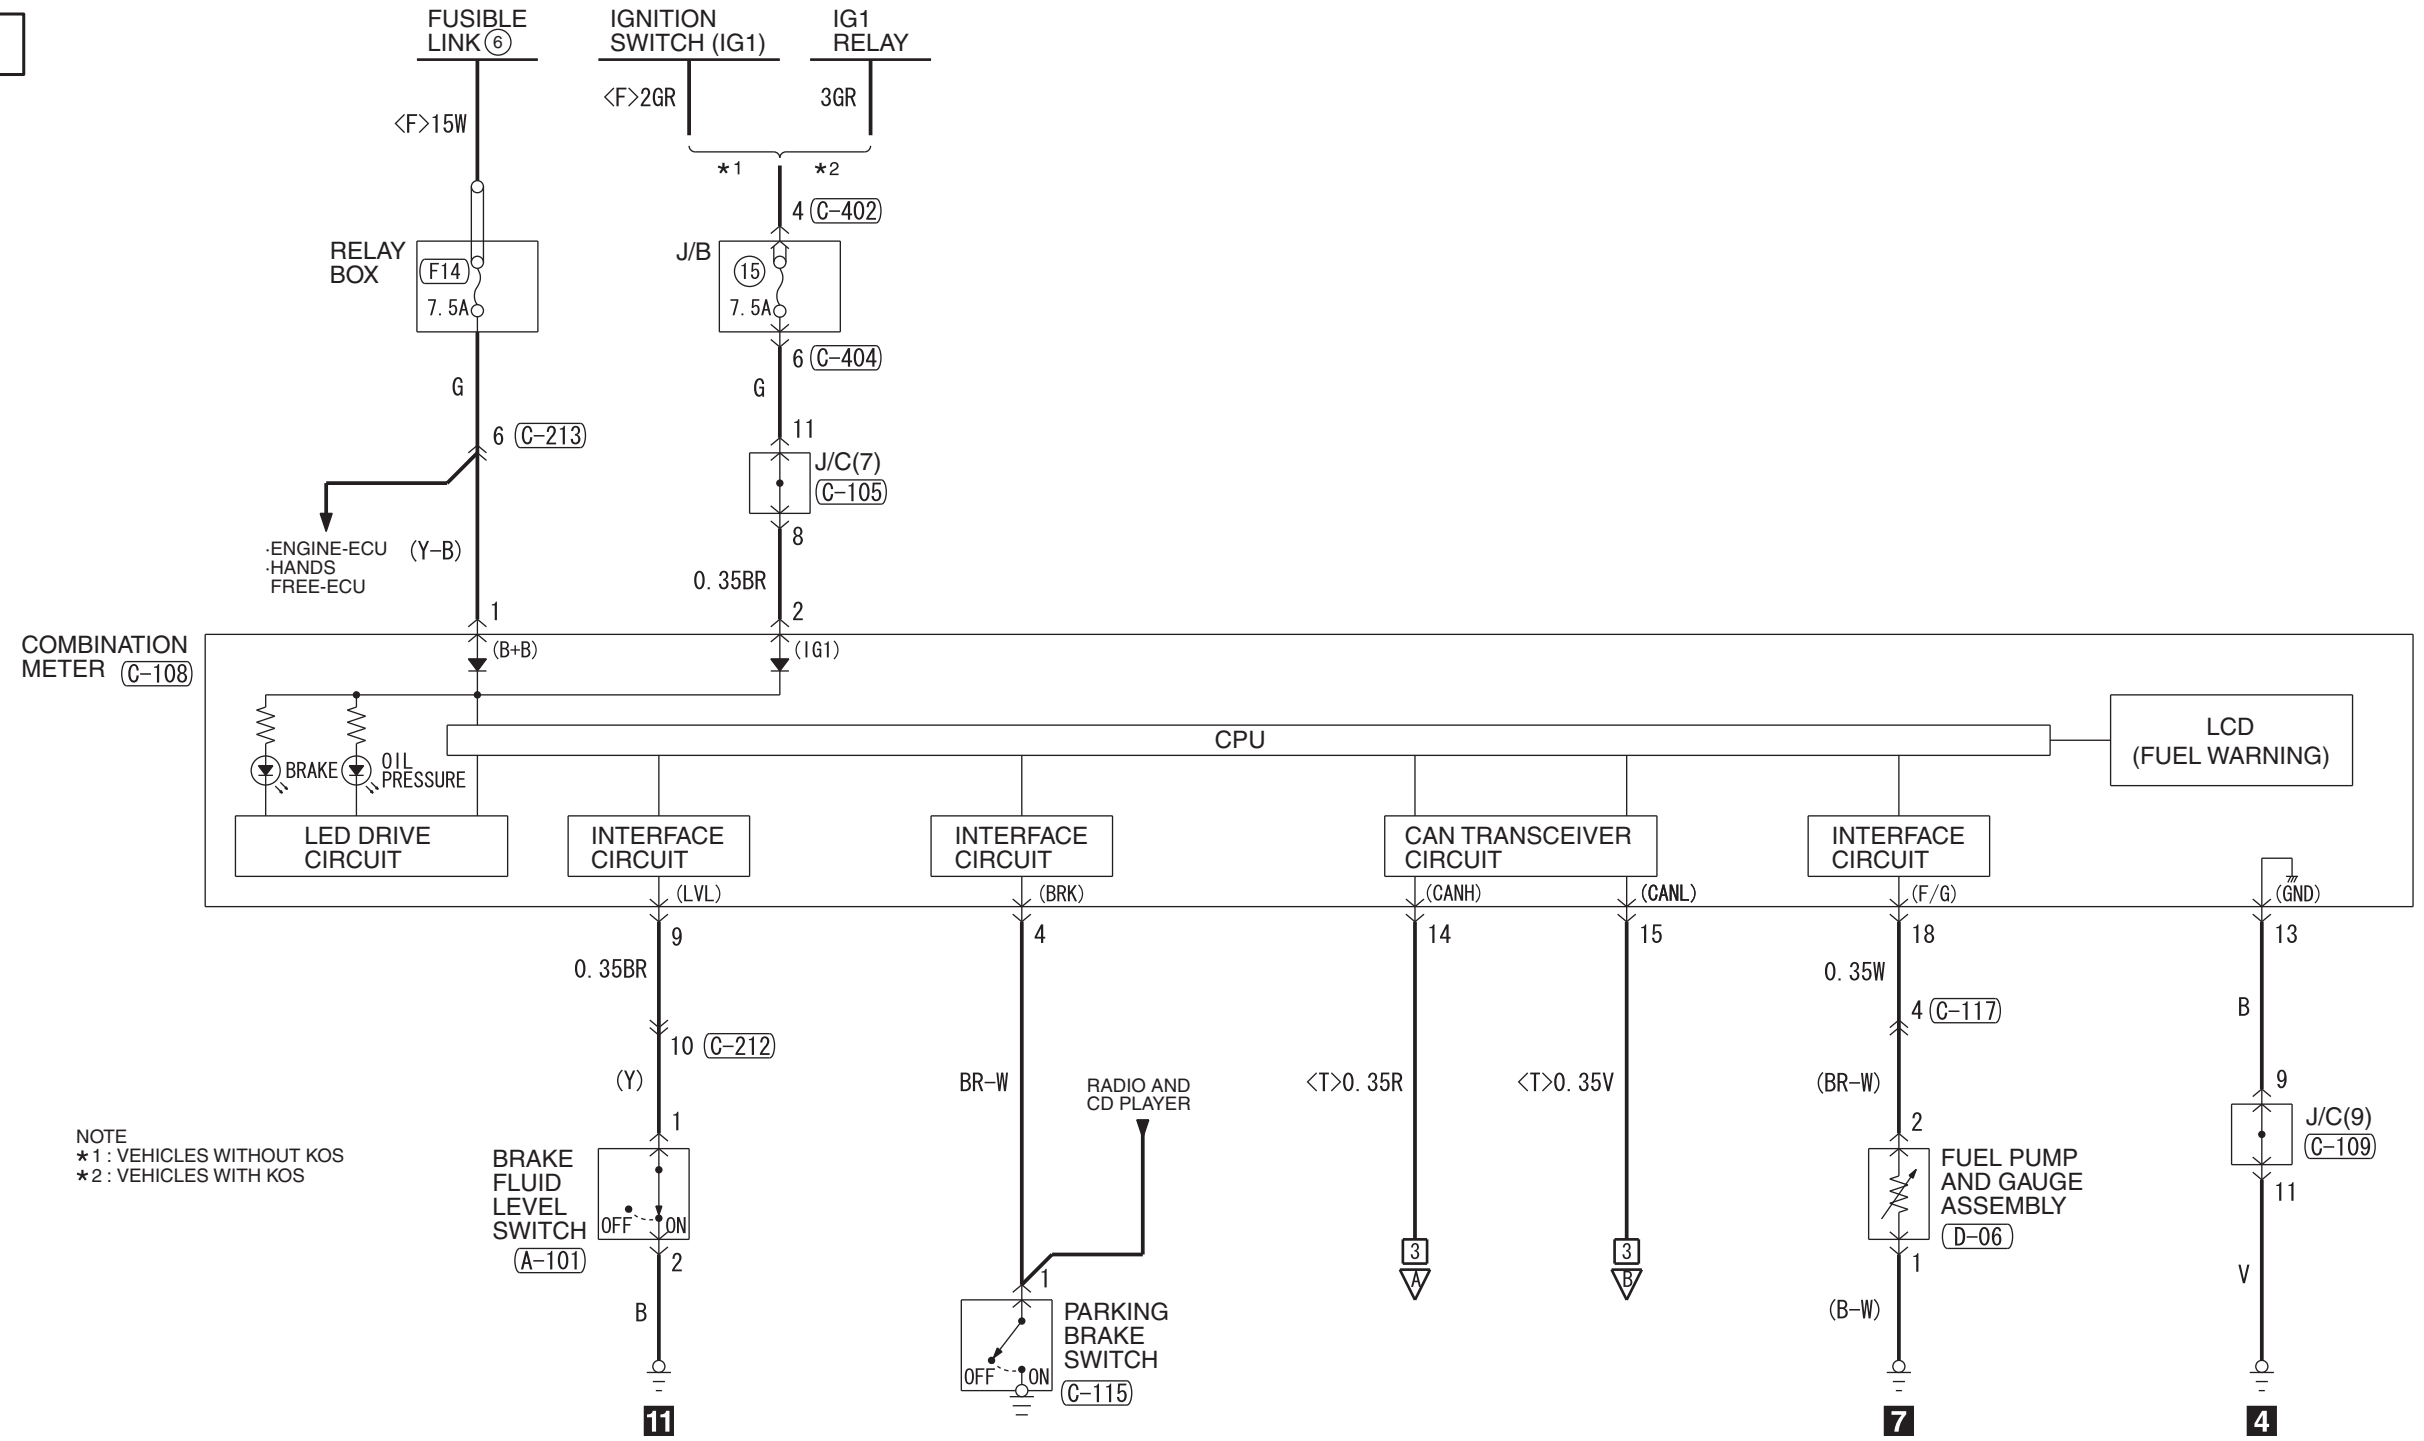 FUSIBLE
LINK 6
IGNITION
SWITCH (IG1)
IG1
RELAY
<F>15W
<F>2GR
3GR
*1
*2
4 C-402
RELAY
BOX
F14
7.5A
J/B
15
7.5A
6 C-404
G
G
6 C-213
11
J/C(7)
C-105
8
·ENGINE-ECU
·HANDS
FREE-ECU
(Y-B)
0.35BR
1
2
COMBINATION
METER C-108
(B+B)
(IG1)
CPU
LCD
(FUEL WARNING)
BRAKE
OIL
PRESSURE
LED DRIVE
CIRCUIT
INTERFACE
CIRCUIT
INTERFACE
CIRCUIT
CAN TRANSCEIVER
CIRCUIT
INTERFACE
CIRCUIT
(LVL)
(BRK)
(CANH)
(CANL)
(F/G)
(GND)
9
4
14
15
18
13
0.35BR
0.35W
10 C-212
4 C-117
B
(Y)
BR-W
RADIO AND
CD PLAYER
<T>0.35R
<T>0.35V
(BR-W)
9
J/C(9)
C-109
11
NOTE
*1 : VEHICLES WITHOUT KOS
*2 : VEHICLES WITH KOS
1
BRAKE
FLUID
LEVEL
SWITCH
A-101
OFF
ON
2
B
11
1
PARKING
BRAKE
SWITCH
C-115
OFF
ON
3
A
3
B
2
FUEL PUMP
AND GAUGE
ASSEMBLY
D-06
1
(B-W)
7
V
4